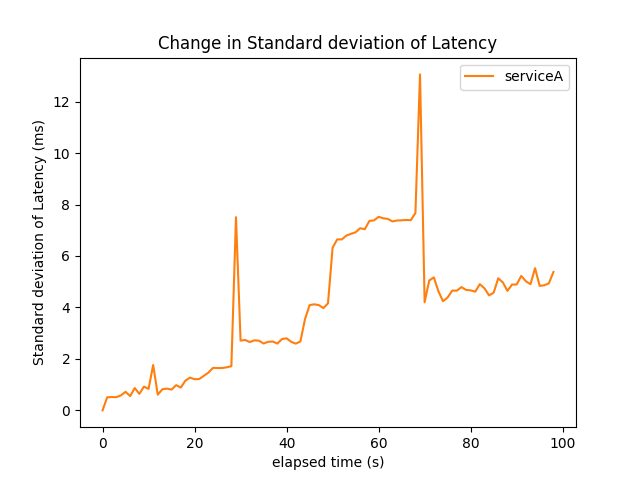 Change in Standard deviation of Latency
serviceA
Standard deviation of Latency (ms)
12
10
8
6
4
2
0
0 20 40 60 80 100
elapsed time (s)